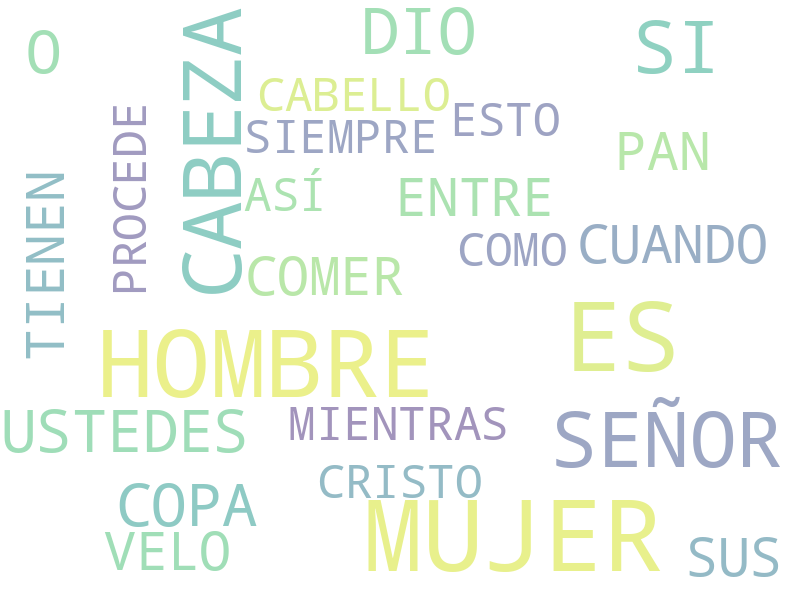 O
DIO
SI
CABEZA
CABELLO
ESTO
SIEMPRE
PROCEDE
PAN
TIENEN
ASÍ
ENTRE
COMO
CUANDO
COMER
ES
HOMBRE
USTEDES
MIENTRAS
SEÑOR
CRISTO
COPA
MUJER
VELO
SUS